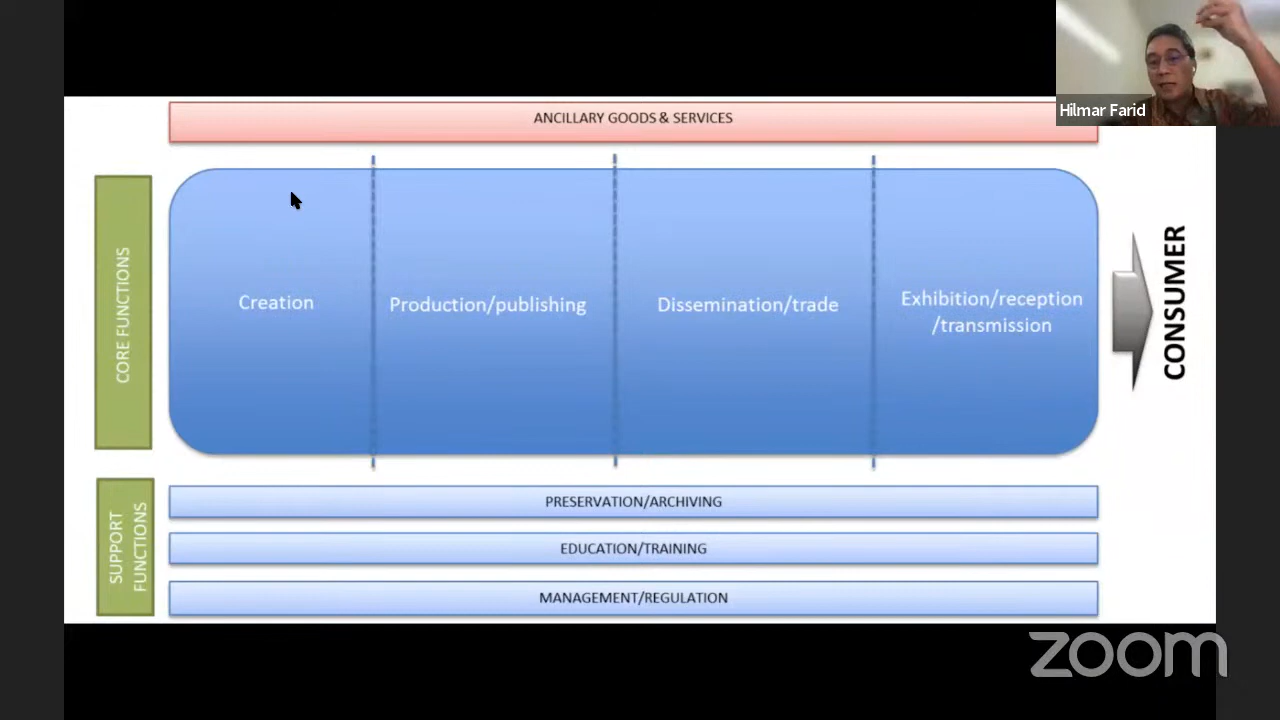 Hilmar Farid
ANCILLARY GOODS & SERVICES
CORE FUNCTIONS
Creation
Production/publishing
Dissemination/trade
Exhibition/reception
/transmission
CONSUMER
SUPPORT
FUNCTIONS
PRESERVATION/ARCHIVING
EDUCATION/TRAINING
MANAGEMENT/REGULATION
zoom